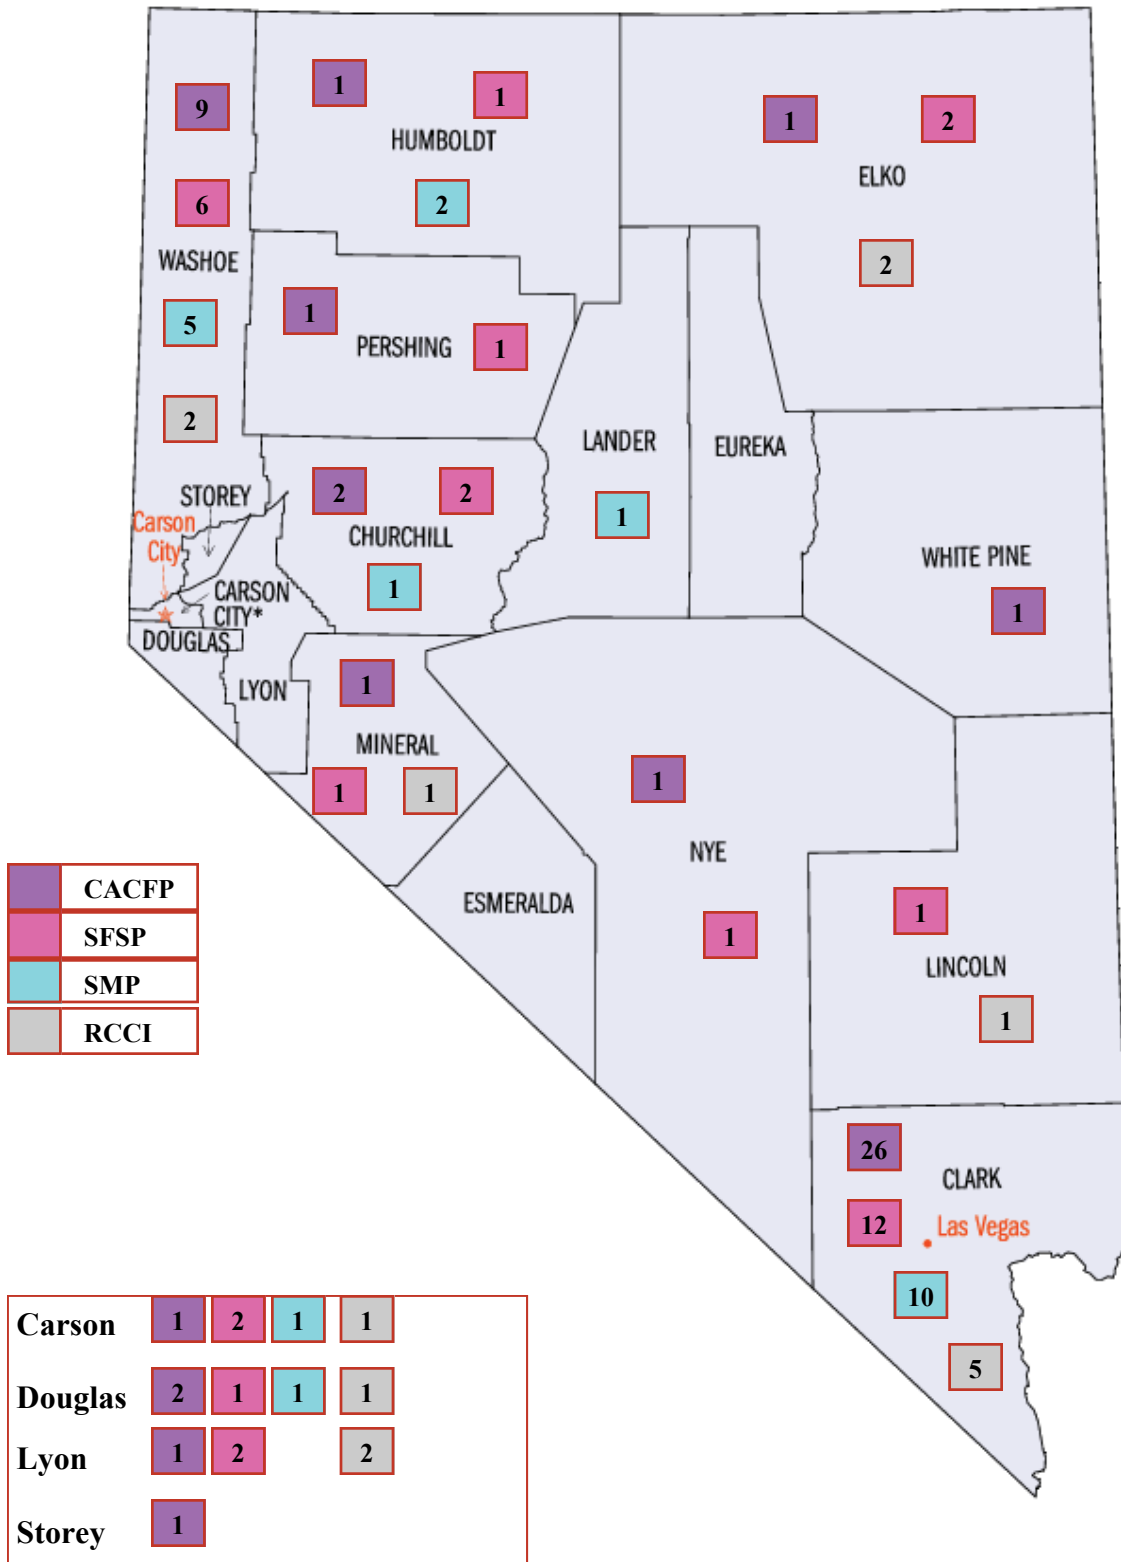 9
1
1
1
2
HUMBOLDT
ELKO
6
2
WASHOE
2
5
1
1
PERSHING
2
LANDER
EUREKA
STOREY
2
2
Carson
City
CHURCHILL
1
WHITE PINE
1
CARSON
CITY*
1
DOUGLAS
LYON
1
MINERAL
1
1
1
NYE
ESMERALDA
1
1
LINCOLN
1
CACFP
SFSP
SMP
RCCI
26
CLARK
12
Las Vegas
10
5
Carson 1 2 1 1
Douglas 2 1 1 1
Lyon 1 2 2
Storey 1